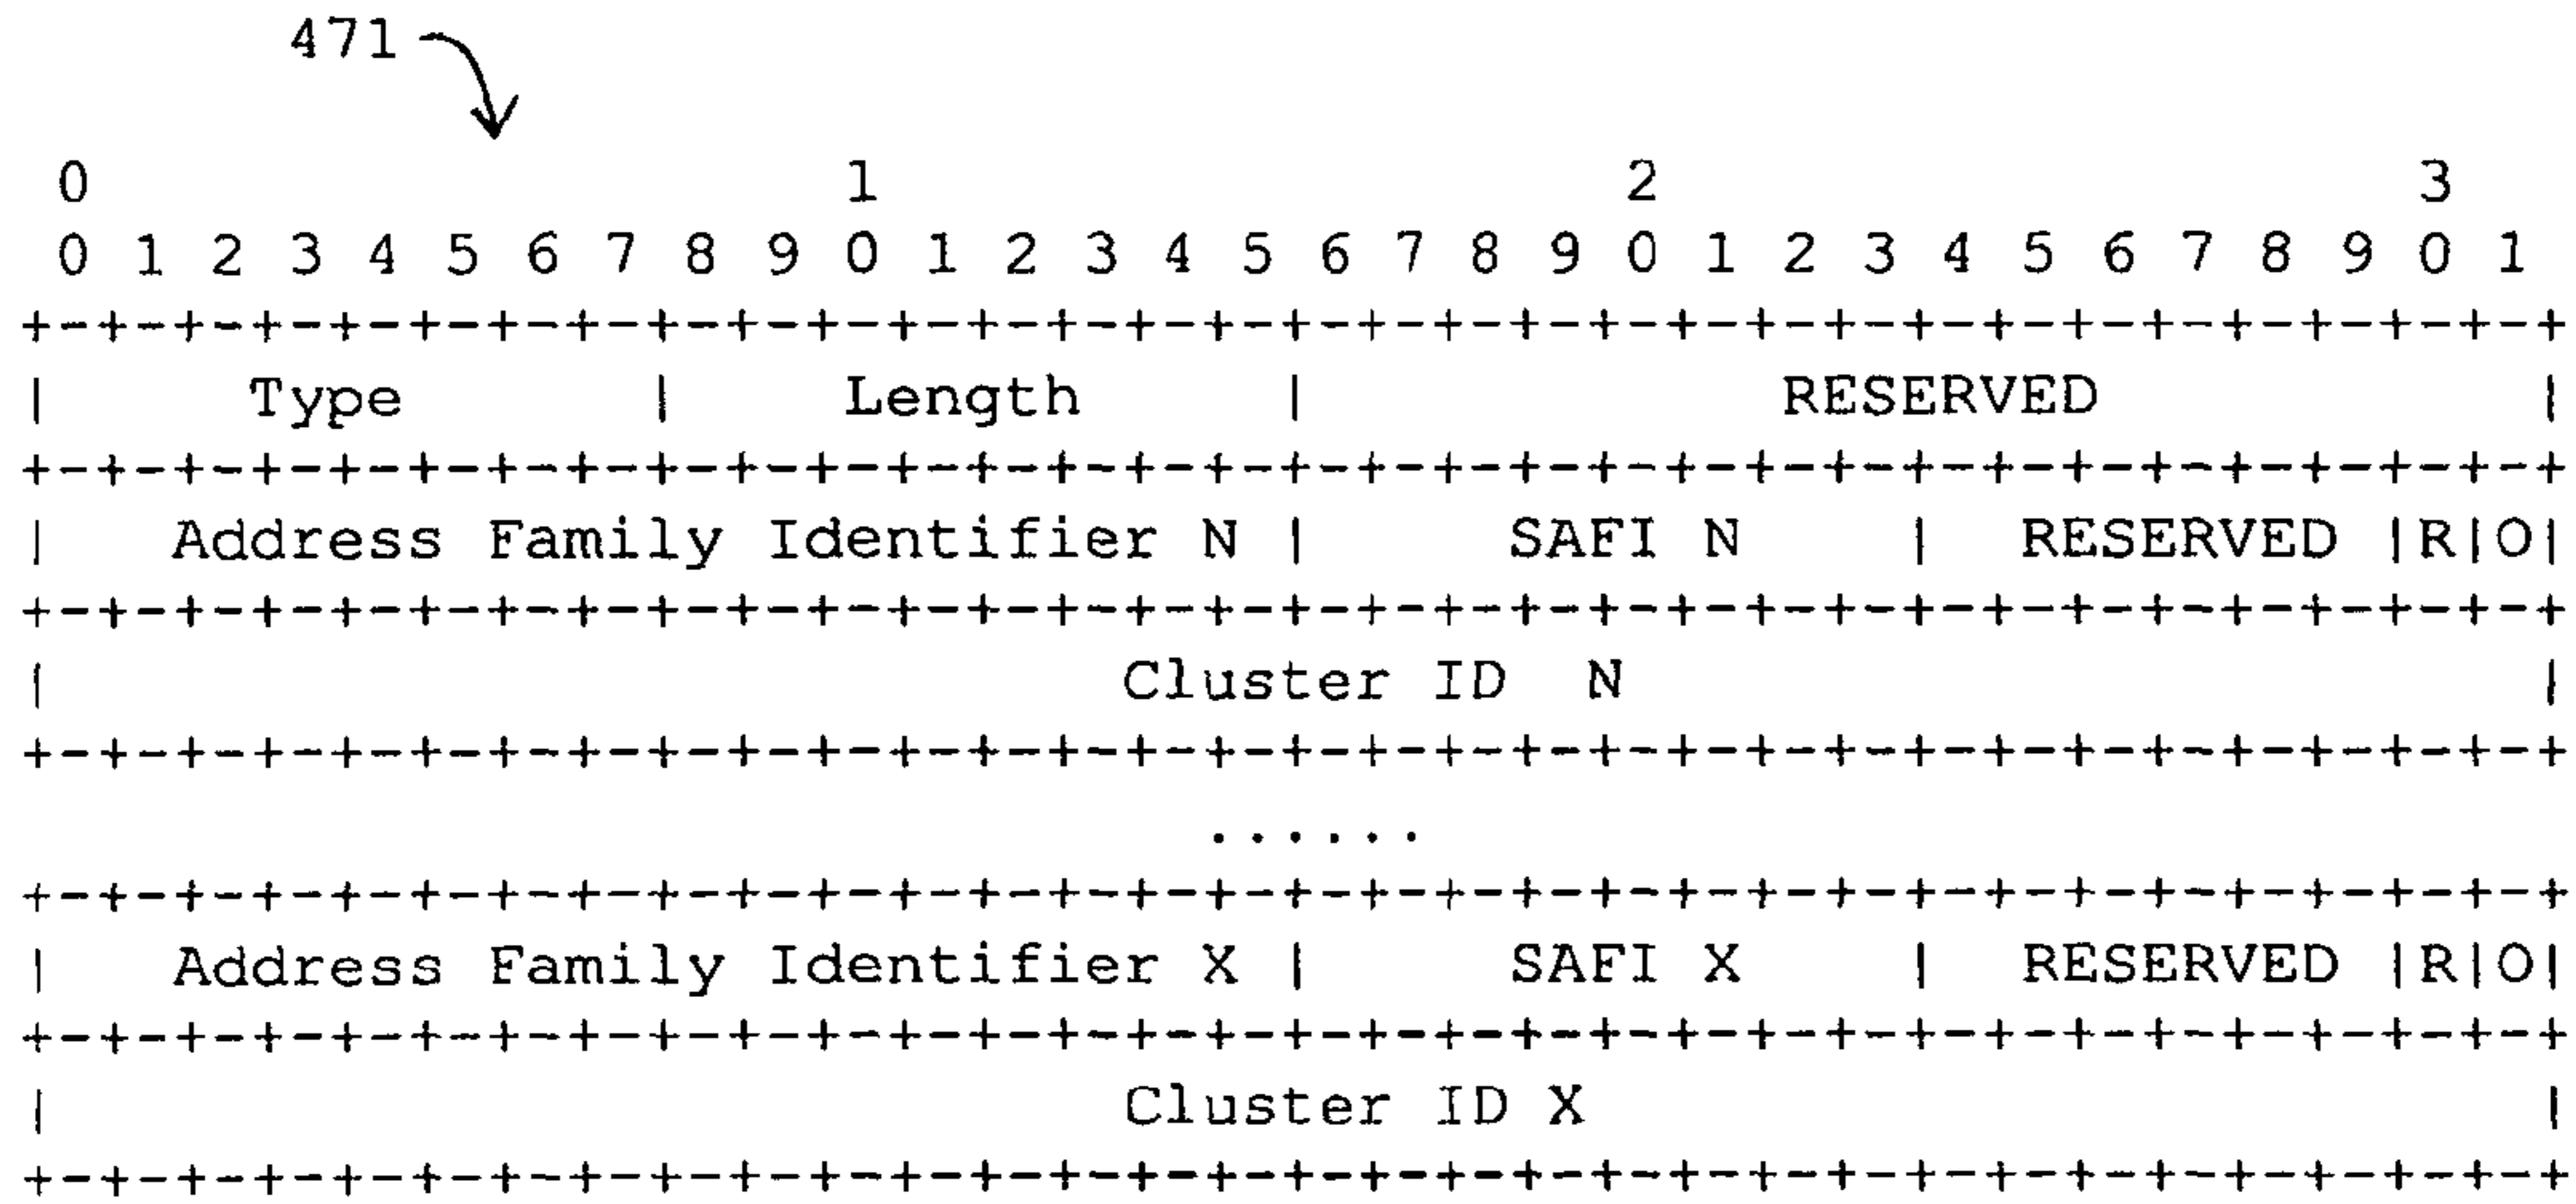 471
0 1 2 3
0 1 2 3 4 5 6 7 8 9 0 1 2 3 4 5 6 7 8 9 0 1 2 3 4 5 6 7 8 9 0 1
+-+-+-+-+-+-+-+-+-+-+-+-+-+-+-+-+-+-+-+-+-+-+-+-+-+-+-+-+-+-+-+-+
| Type | Length | RESERVED |
+-+-+-+-+-+-+-+-+-+-+-+-+-+-+-+-+-+-+-+-+-+-+-+-+-+-+-+-+-+-+-+-+
| Address Family Identifier N | SAFI N | RESERVED |R|O|
+-+-+-+-+-+-+-+-+-+-+-+-+-+-+-+-+-+-+-+-+-+-+-+-+-+-+-+-+-+-+-+-+
| Cluster ID N |
+-+-+-+-+-+-+-+-+-+-+-+-+-+-+-+-+-+-+-+-+-+-+-+-+-+-+-+-+-+-+-+-+
......
+-+-+-+-+-+-+-+-+-+-+-+-+-+-+-+-+-+-+-+-+-+-+-+-+-+-+-+-+-+-+-+-+
| Address Family Identifier X | SAFI X | RESERVED |R|O|
+-+-+-+-+-+-+-+-+-+-+-+-+-+-+-+-+-+-+-+-+-+-+-+-+-+-+-+-+-+-+-+-+
| Cluster ID X |
+-+-+-+-+-+-+-+-+-+-+-+-+-+-+-+-+-+-+-+-+-+-+-+-+-+-+-+-+-+-+-+-+